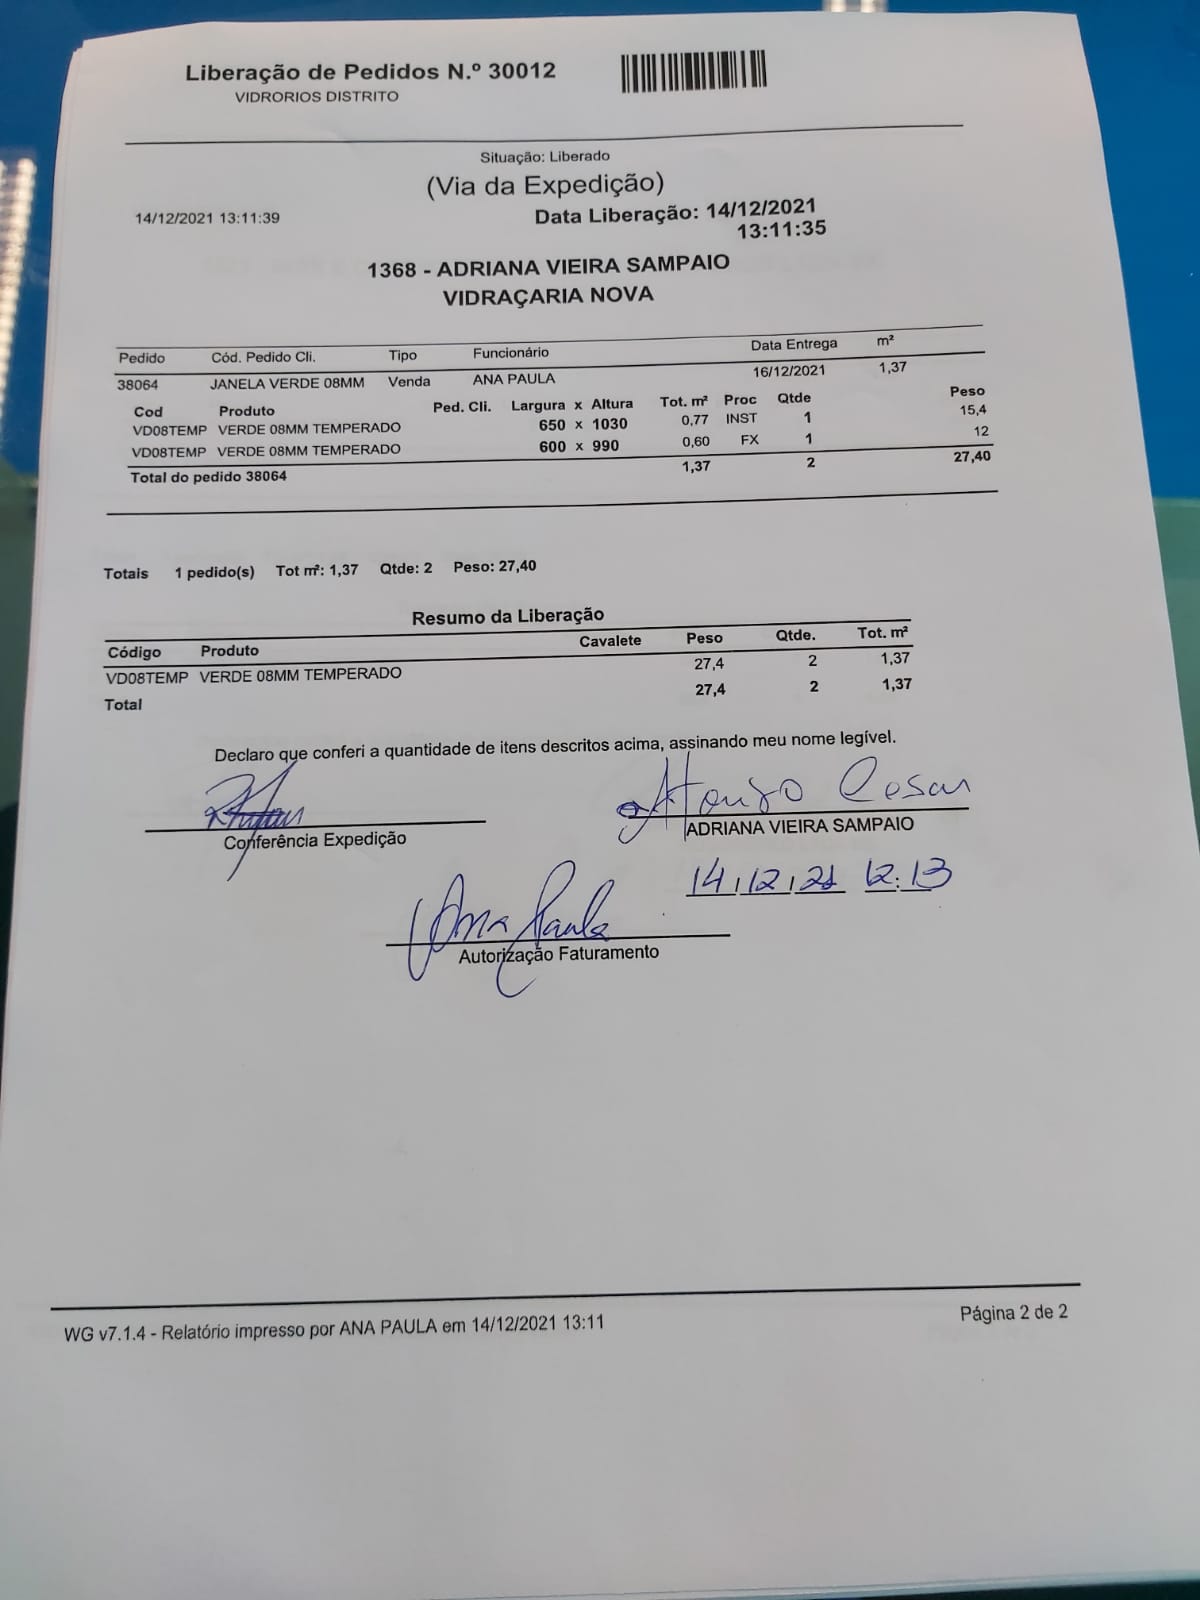 Liberação de Pedidos N.º 30012
VIDRORIOS DISTRITO
Situação: Liberado
(Via da Expedição)
14/12/2021 13:11:39
Data Liberação: 14/12/2021
13:11:35
1368 - ADRIANA VIEIRA SAMPAIO
VIDRAÇARIA NOVA
Pedido Cód. Pedido Cli. Tipo Funcionário Data Entrega m²
38064 JANELA VERDE 08MM Venda ANA PAULA 16/12/2021 1,37
Cod Produto Ped. Cli. Largura x Altura Tot. m² Proc Qtde Peso
VD08TEMP VERDE 08MM TEMPERADO 650 x 1030 0,77 INST 1 15,4
VD08TEMP VERDE 08MM TEMPERADO 600 x 990 0,60 FX 1 12
Total do pedido 38064 1,37 2 27,40
Totais 1 pedido(s) Tot m²: 1,37 Qtde: 2 Peso: 27,40
Resumo da Liberação
Código Produto Cavalete Peso Qtde. Tot. m²
VD08TEMP VERDE 08MM TEMPERADO 27,4 2 1,37
Total 27,4 2 1,37
Declaro que conferi a quantidade de itens descritos acima, assinando meu nome legível.
Cesar
Conferência Expedição
ADRIANA VIEIRA SAMPAIO
14/12/21 12:13
Ana Paula
Autorização Faturamento
WG v7.1.4 - Relatório impresso por ANA PAULA em 14/12/2021 13:11
Página 2 de 2